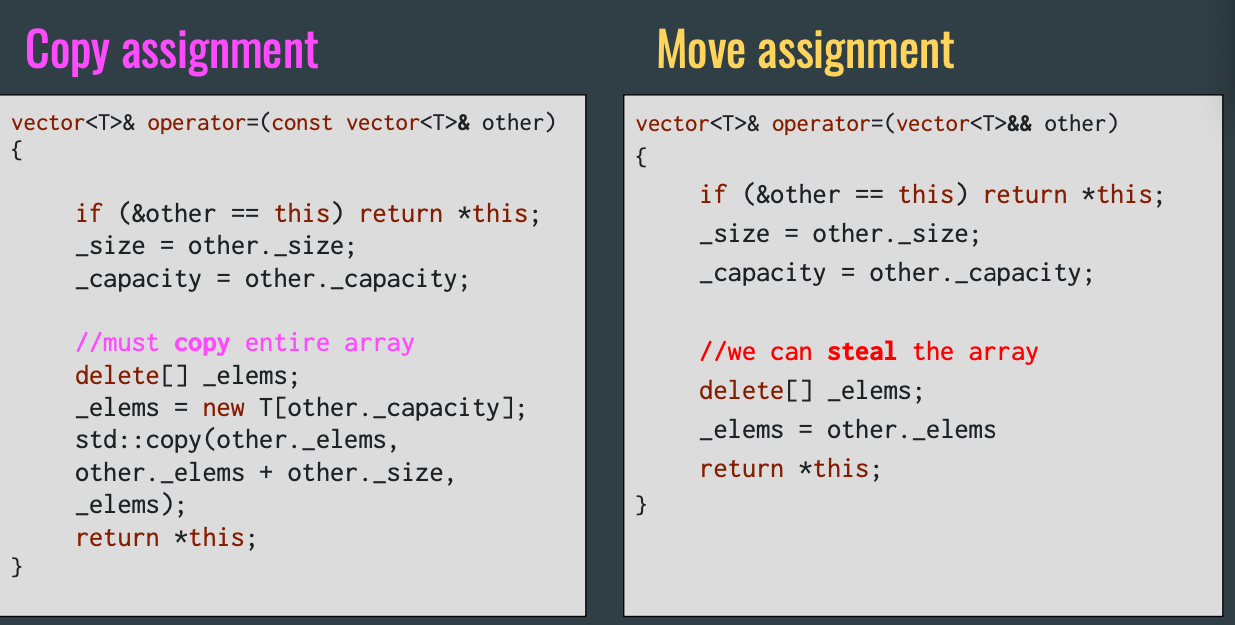 Copy assignment
vector<T>& operator=(const vector<T>& other)
{
if (&other == this) return *this;
_size = other._size;
_capacity = other._capacity;
//must copy entire array
delete[] _elems;
_elems = new T[other._capacity];
std::copy(other._elems,
other._elems + other._size,
_elems);
return *this;
}
Move assignment
vector<T>& operator=(vector<T>&& other)
{
if (&other == this) return *this;
_size = other._size;
_capacity = other._capacity;
//we can steal the array
delete[] _elems;
_elems = other._elems
return *this;
}